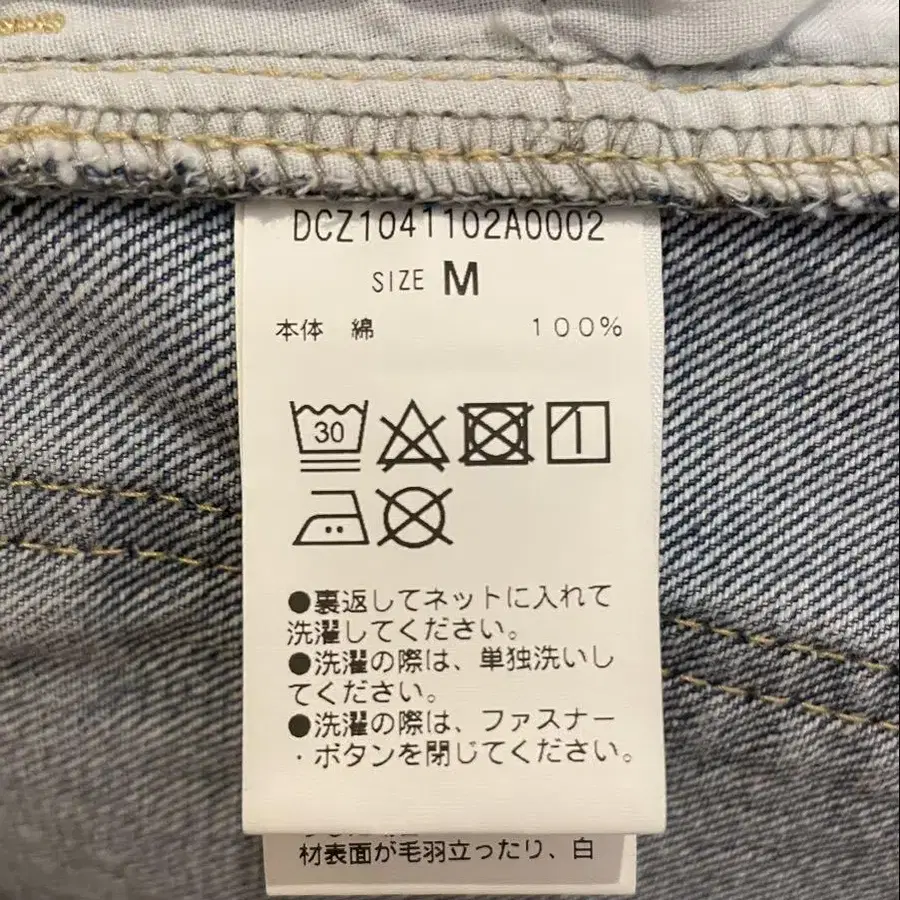 DCZ1041102A0002
SIZE M
本体 綿 100%
30
●裏返してネットに入れて
洗濯してください。
●洗濯の際は、単独洗いし
てください。
●洗濯の際は、ファスナー
・ボタンを閉じてください。
材表面が毛羽立ったり、白